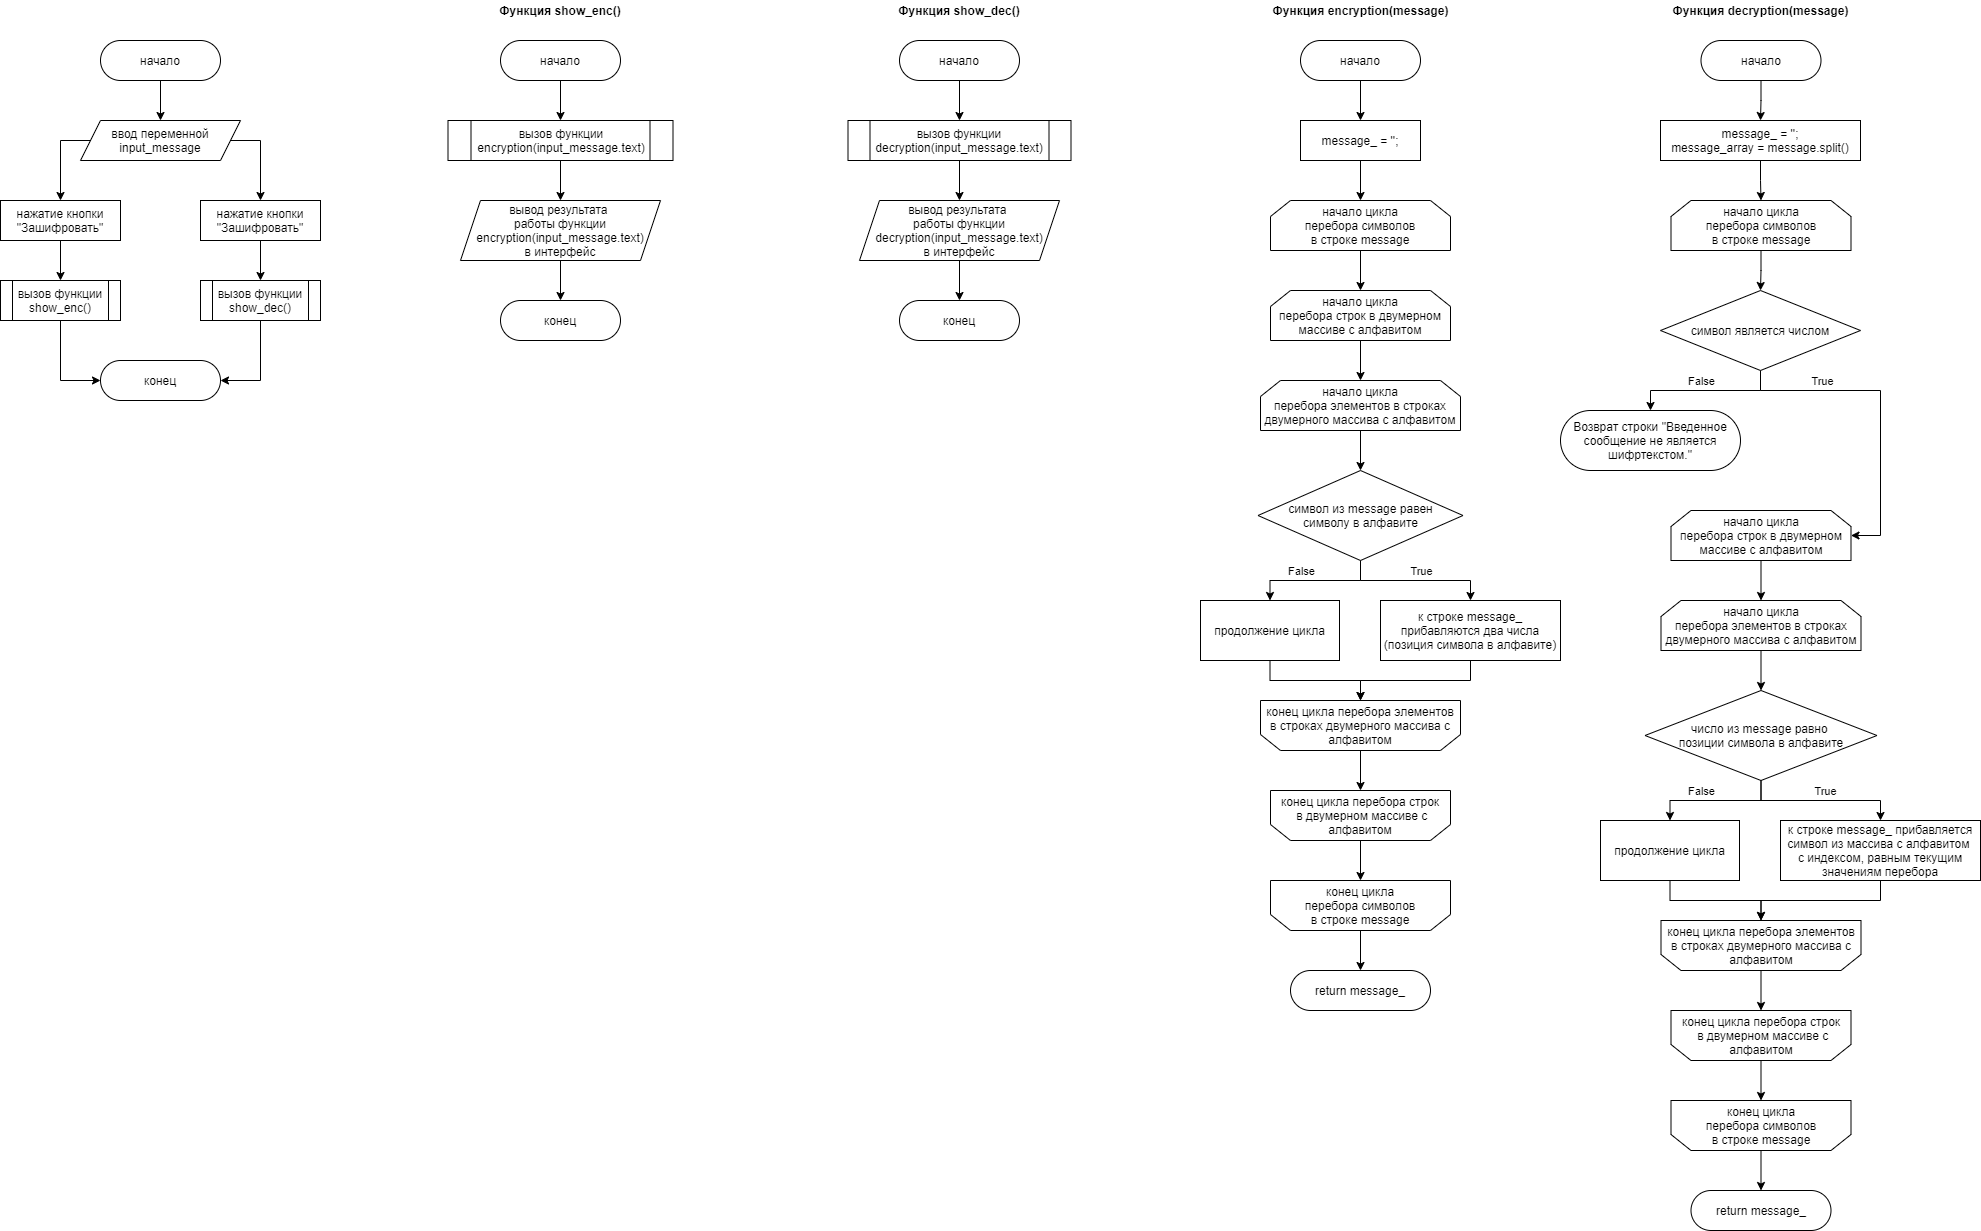 начало
ввод переменной
input_message
нажатие кнопки
"Зашифровать"
нажатие кнопки
"Зашифровать"
вызов функции
show_enc()
вызов функции
show_dec()
конец
Функция show_enc()
начало
вызов функции
encryption(input_message.text)
вывод результата
работы функции
encryption(input_message.text)
в интерфейс
конец
Функция show_dec()
начало
вызов функции
decryption(input_message.text)
вывод результата
работы функции
decryption(input_message.text)
в интерфейс
конец
Функция encryption(message)
начало
message_ = '';
начало цикла
перебора символов
в строке message
начало цикла
перебора строк в двумерном
массиве с алфавитом
начало цикла
перебора элементов в строках
двумерного массива с алфавитом
символ из message равен
символу в алфавите
False
True
продолжение цикла
к строке message_
прибавляются два числа
(позиция символа в алфавите)
конец цикла перебора элементов
в строках двумерного массива с
алфавитом
конец цикла перебора строк
в двумерном массиве с
алфавитом
конец цикла
перебора символов
в строке message
return message_
Функция decryption(message)
начало
message_ = '';
message_array = message.split()
начало цикла
перебора символов
в строке message
символ является числом
False
True
Возврат строки "Введенное
сообщение не является
шифртекстом."
начало цикла
перебора строк в двумерном
массиве с алфавитом
начало цикла
перебора элементов в строках
двумерного массива с алфавитом
число из message равно
позиции символа в алфавите
False
True
продолжение цикла
к строке message_ прибавляется
символ из массива с алфавитом
с индексом, равным текущим
значениям перебора
конец цикла перебора элементов
в строках двумерного массива с
алфавитом
конец цикла перебора строк
в двумерном массиве с
алфавитом
конец цикла
перебора символов
в строке message
return message_